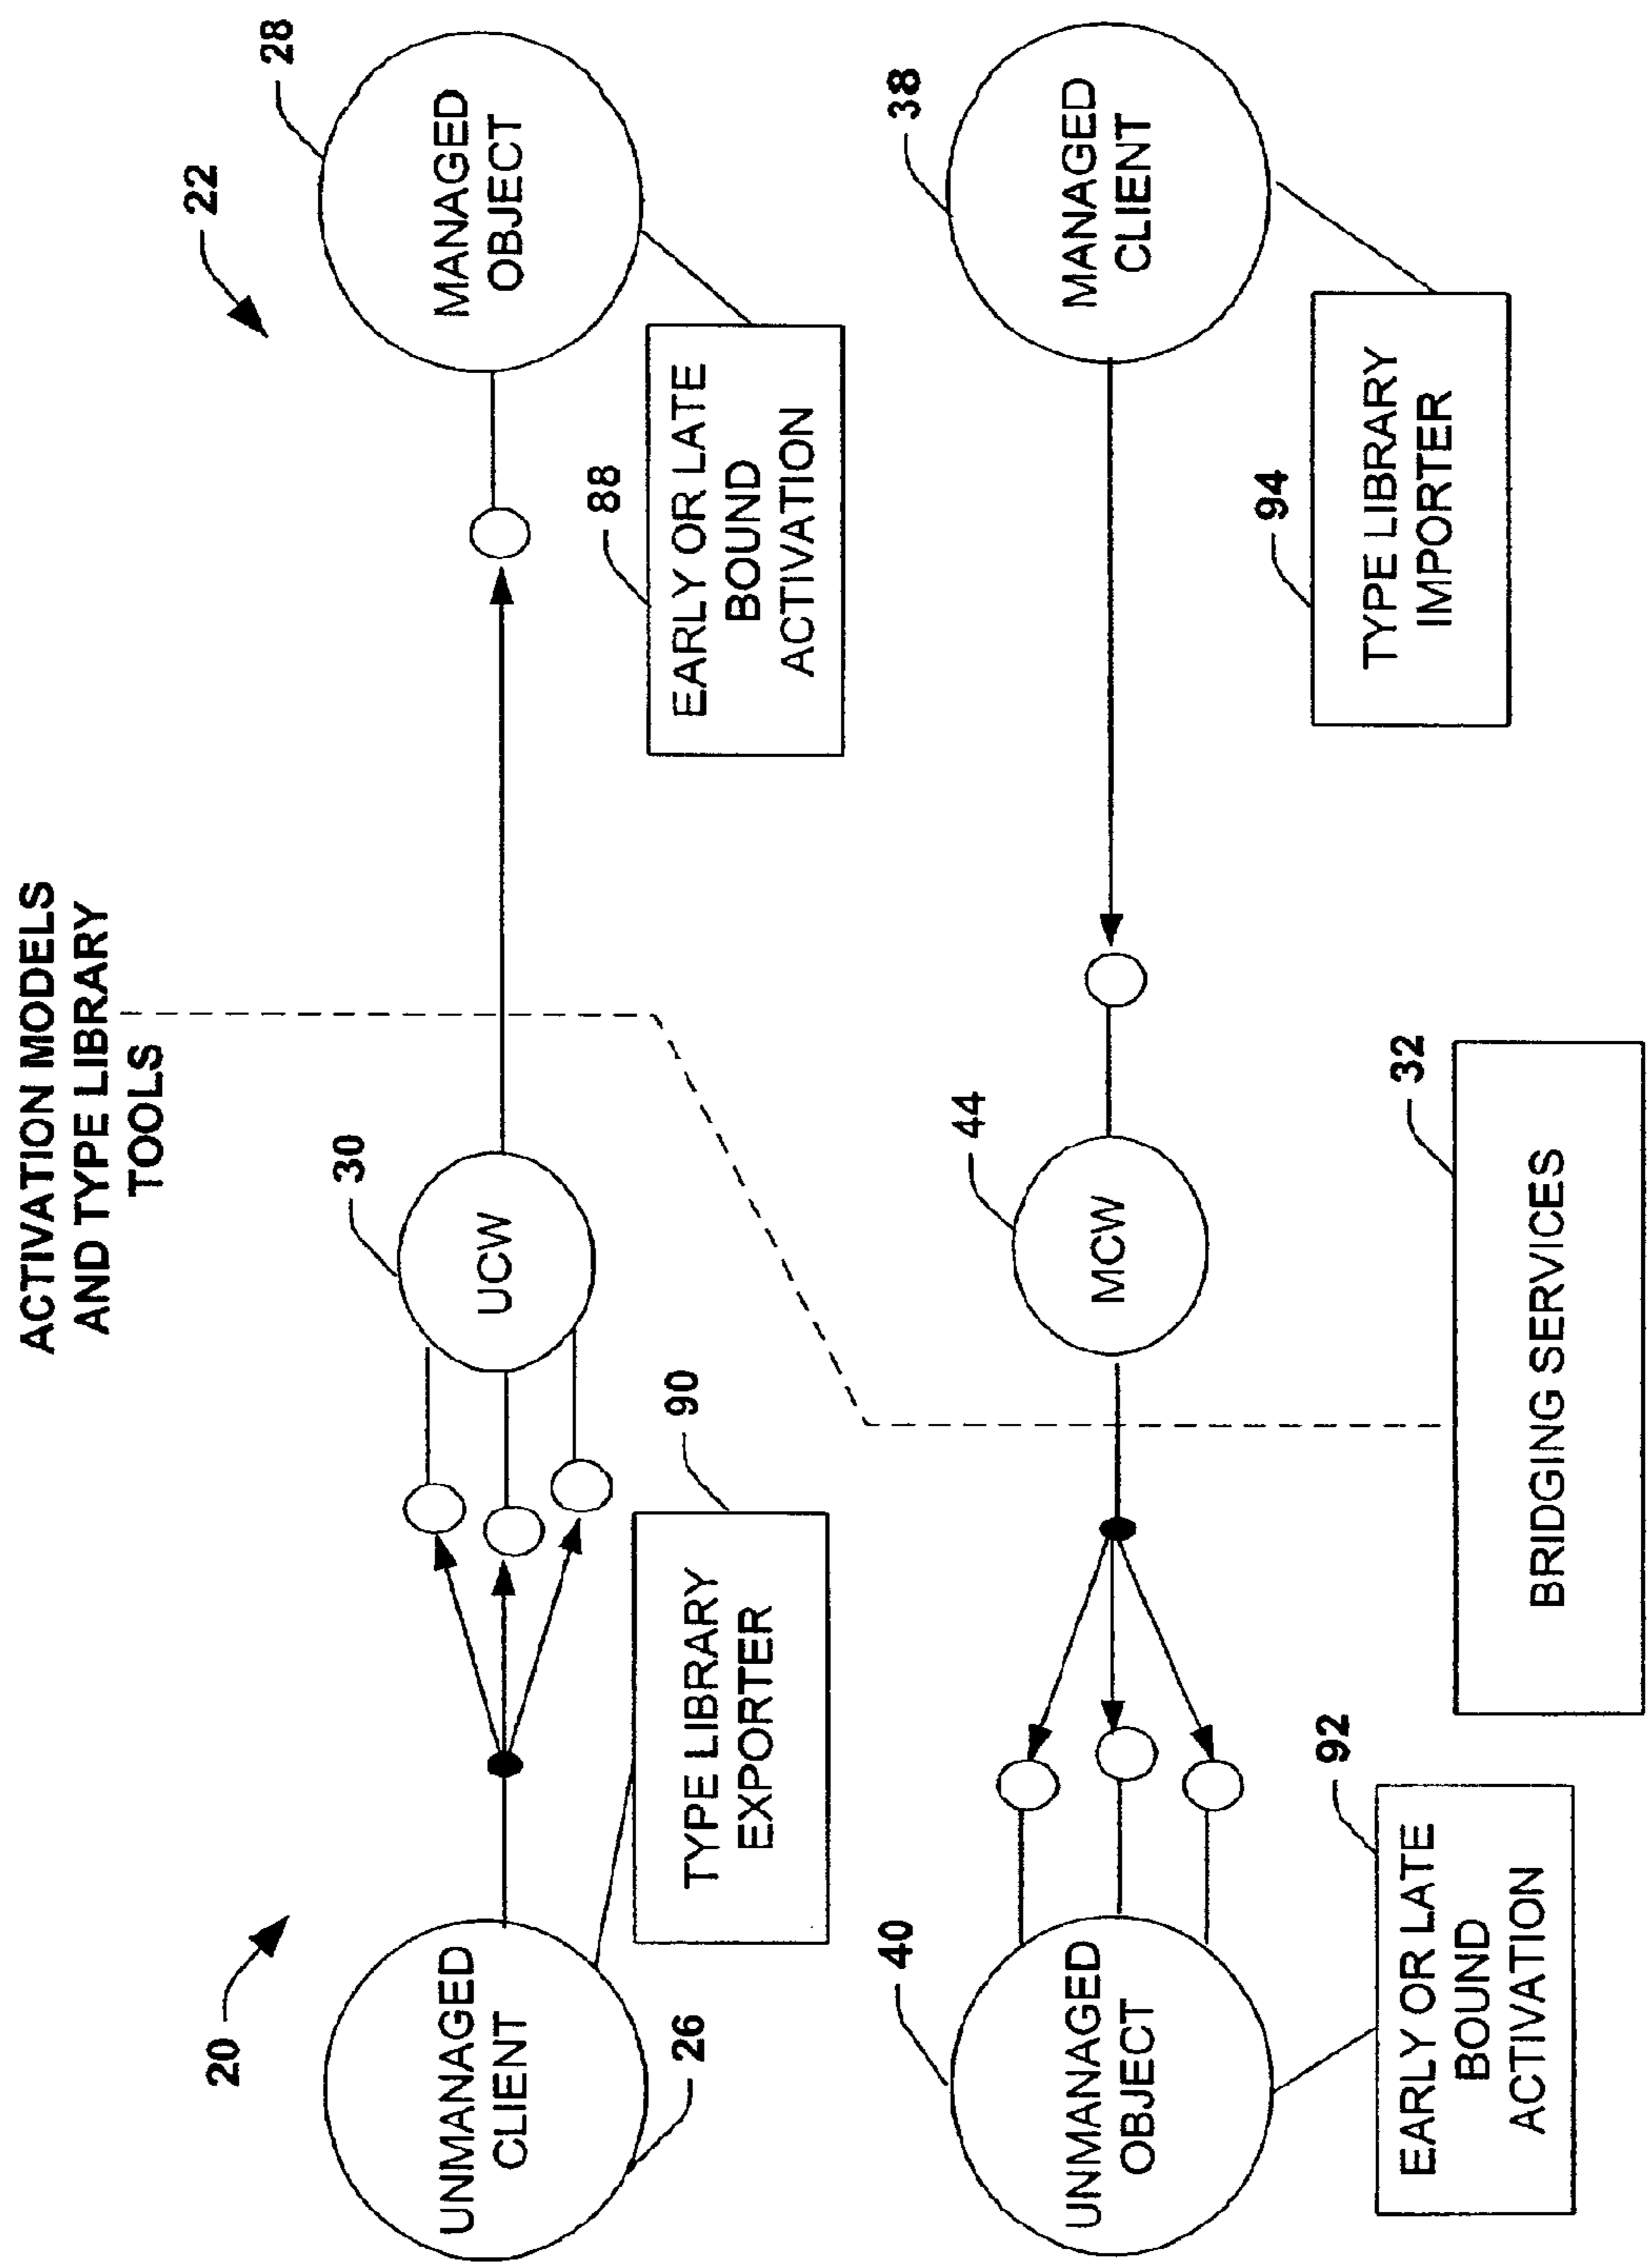 ACTIVATION MODELS
AND TYPE LIBRARY
TOOLS
20
22
UNMANAGED
CLIENT
26
30
UCW
28
MANAGED
OBJECT
90
TYPE LIBRARY
EXPORTER
88
EARLY OR LATE
BOUND
ACTIVATION
40
UNMANAGED
OBJECT
44
MCW
38
MANAGED
CLIENT
92
EARLY OR LATE
BOUND
ACTIVATION
32
BRIDGING SERVICES
94
TYPE LIBRARY
IMPORTER